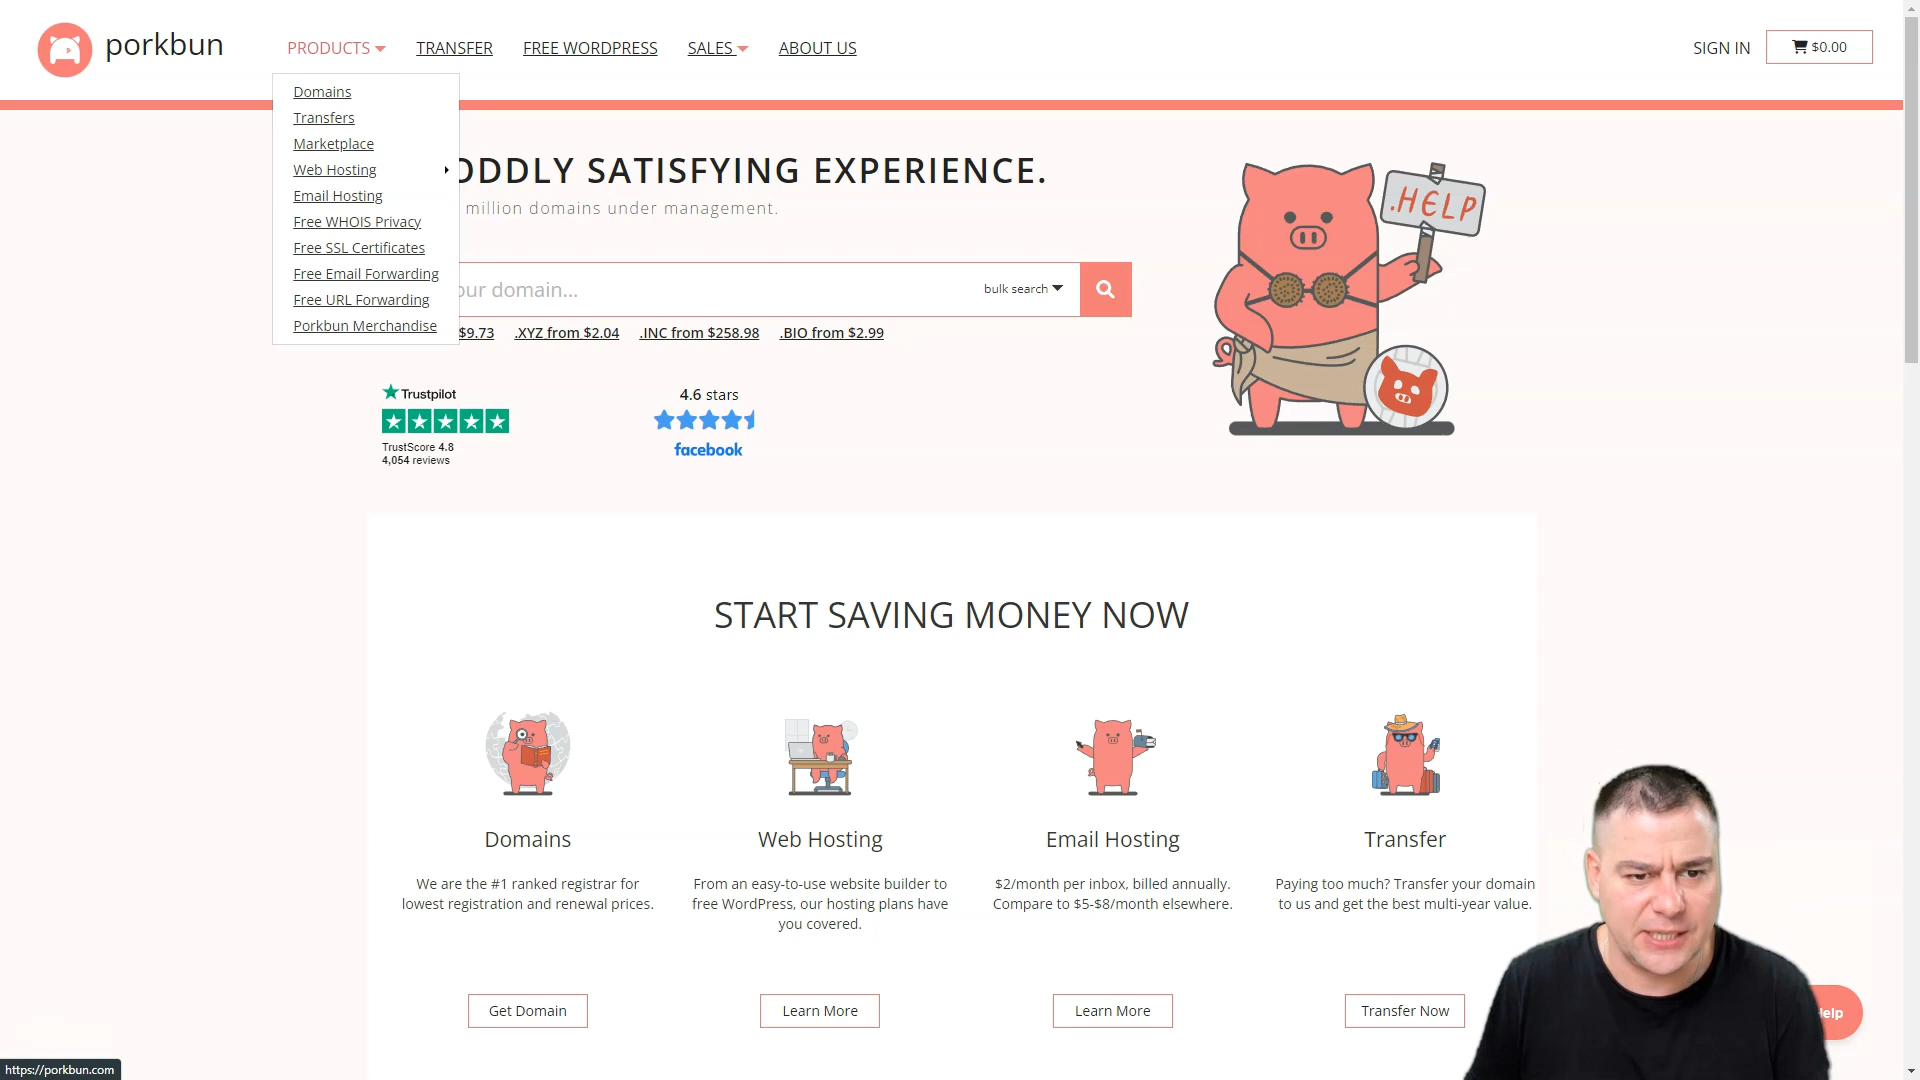 porkbun
PRODUCTS
TRANSFER
FREE WORDPRESS
SALES
ABOUT US
SIGN IN
$0.00
Domains
Transfers
Marketplace
Web Hosting
Email Hosting
Free WHOIS Privacy
Free SSL Certificates
Free Email Forwarding
Free URL Forwarding
Porkbun Merchandise
ODDLY SATISFYING EXPERIENCE.
million domains under management.
our domain...
bulk search
$9.73
.XYZ from $2.04
.INC from $258.98
.BIO from $2.99
.HELP
Trustpilot
TrustScore 4.8
4,054 reviews
4.6 stars
facebook
START SAVING MONEY NOW
Domains
We are the #1 ranked registrar for
lowest registration and renewal prices.
Get Domain
Web Hosting
From an easy-to-use website builder to
free WordPress, our hosting plans have
you covered.
Learn More
Email Hosting
$2/month per inbox, billed annually.
Compare to $5-$8/month elsewhere.
Learn More
Transfer
Paying too much? Transfer your domain
to us and get the best multi-year value.
Transfer Now
elp
https://porkbun.com